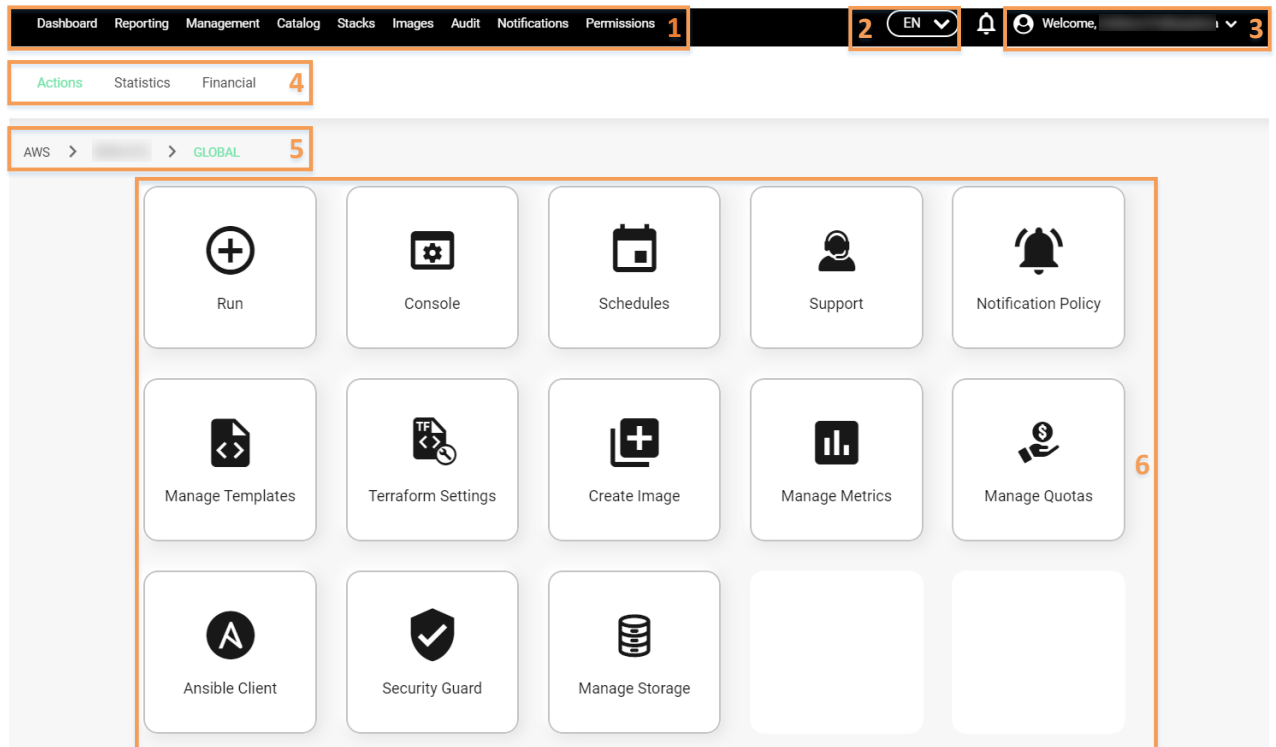 Dashboard Reporting Management Catalog Stacks Images Audit Notifications Permissions 1 2 EN Welcome, 3
Actions Statistics Financial 4
AWS > > GLOBAL 5
Run Console Schedules Support Notification Policy
TF
6
Manage Templates Terraform Settings Create Image Manage Metrics Manage Quotas
Ansible Client Security Guard Manage Storage